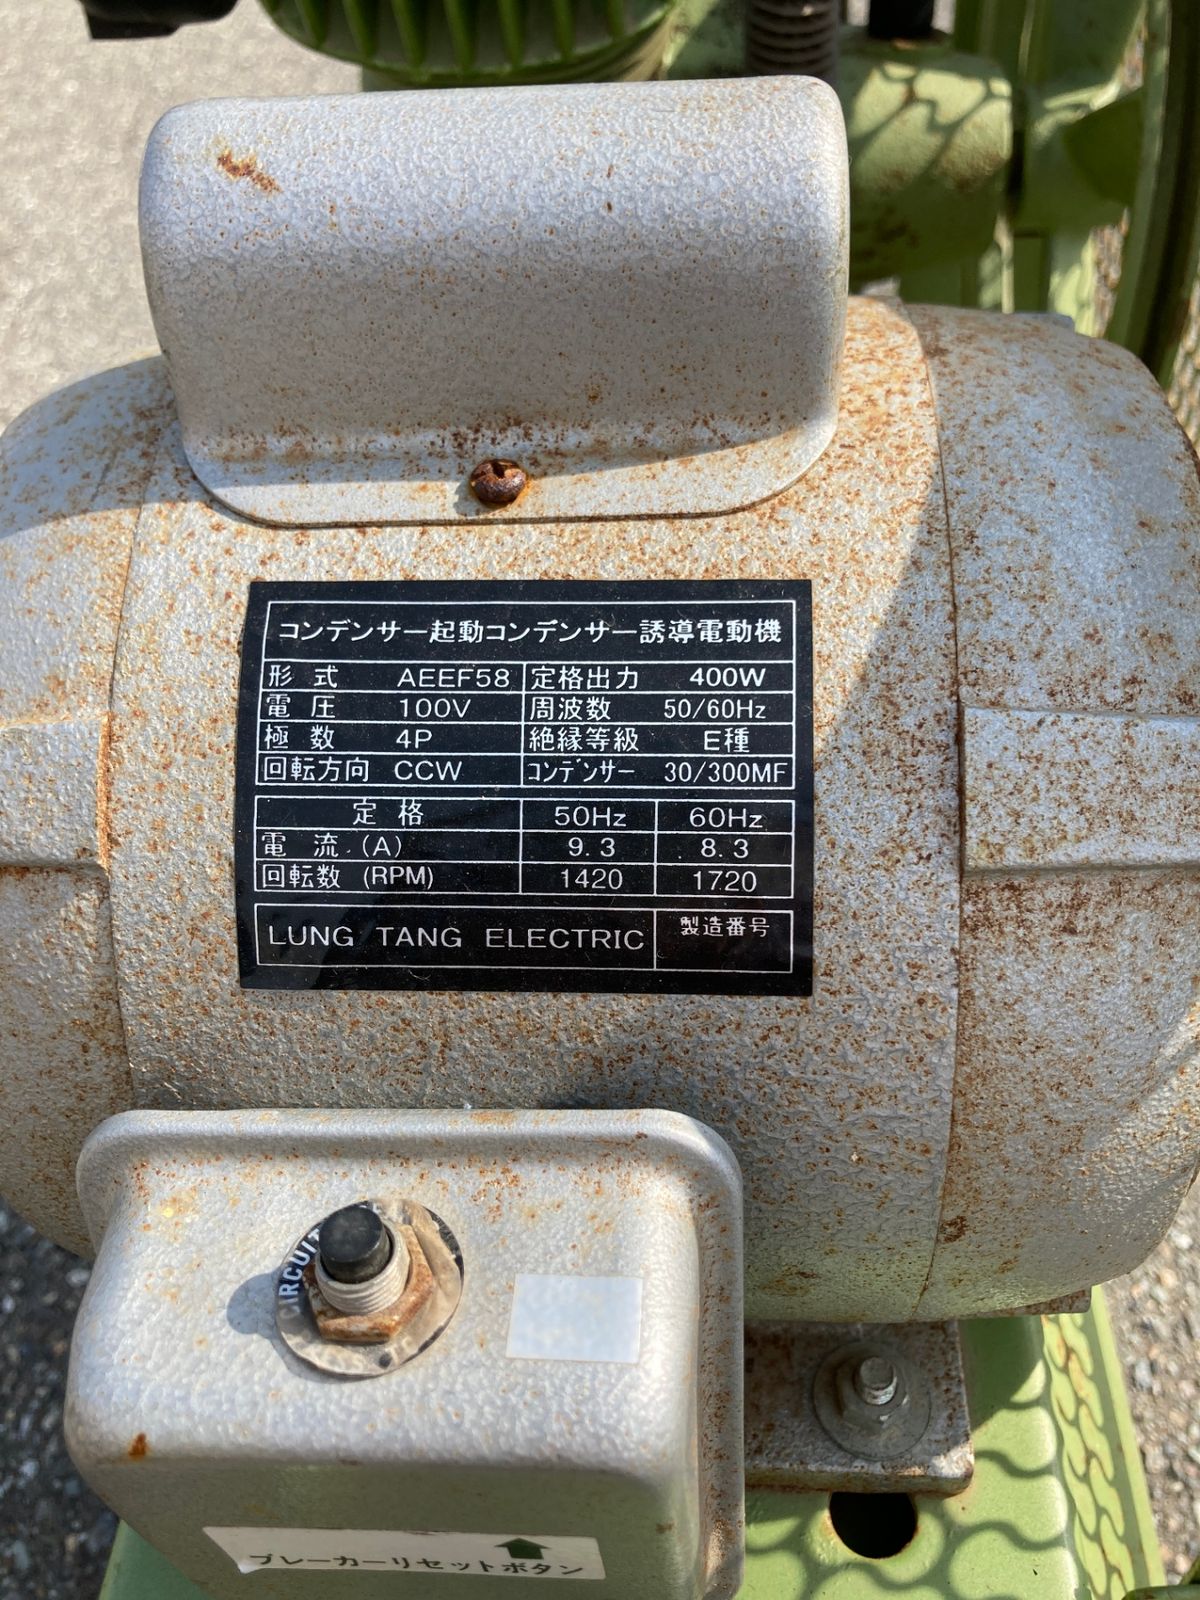 コンデンサー起動コンデンサー誘導電動機
形式 AEEF58 定格出力 400W
電圧 100V 周波数 50/60Hz
極数 4P 絶縁等級 E種
回転方向 CCW コンデンサー 30/300MF
定格 50Hz 60Hz
電流(A) 9.3 8.3
回転数(RPM) 1420 1720
LUNG TANG ELECTRIC 製造番号
ブレーカーリセットボタン